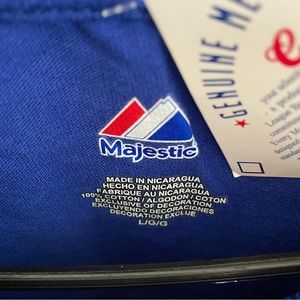 GENUINE ME
Majestic
MADE IN NICARAGUA
HECHO EN NICARAGUA
FABRIQUE AU NICARAGUA
100% COTTON / ALGODON / COTON
EXCLUSIVE OF DECORATION
EXCLUYENDO DECORACIONES
DECORATION EXCLUE
L/G/G